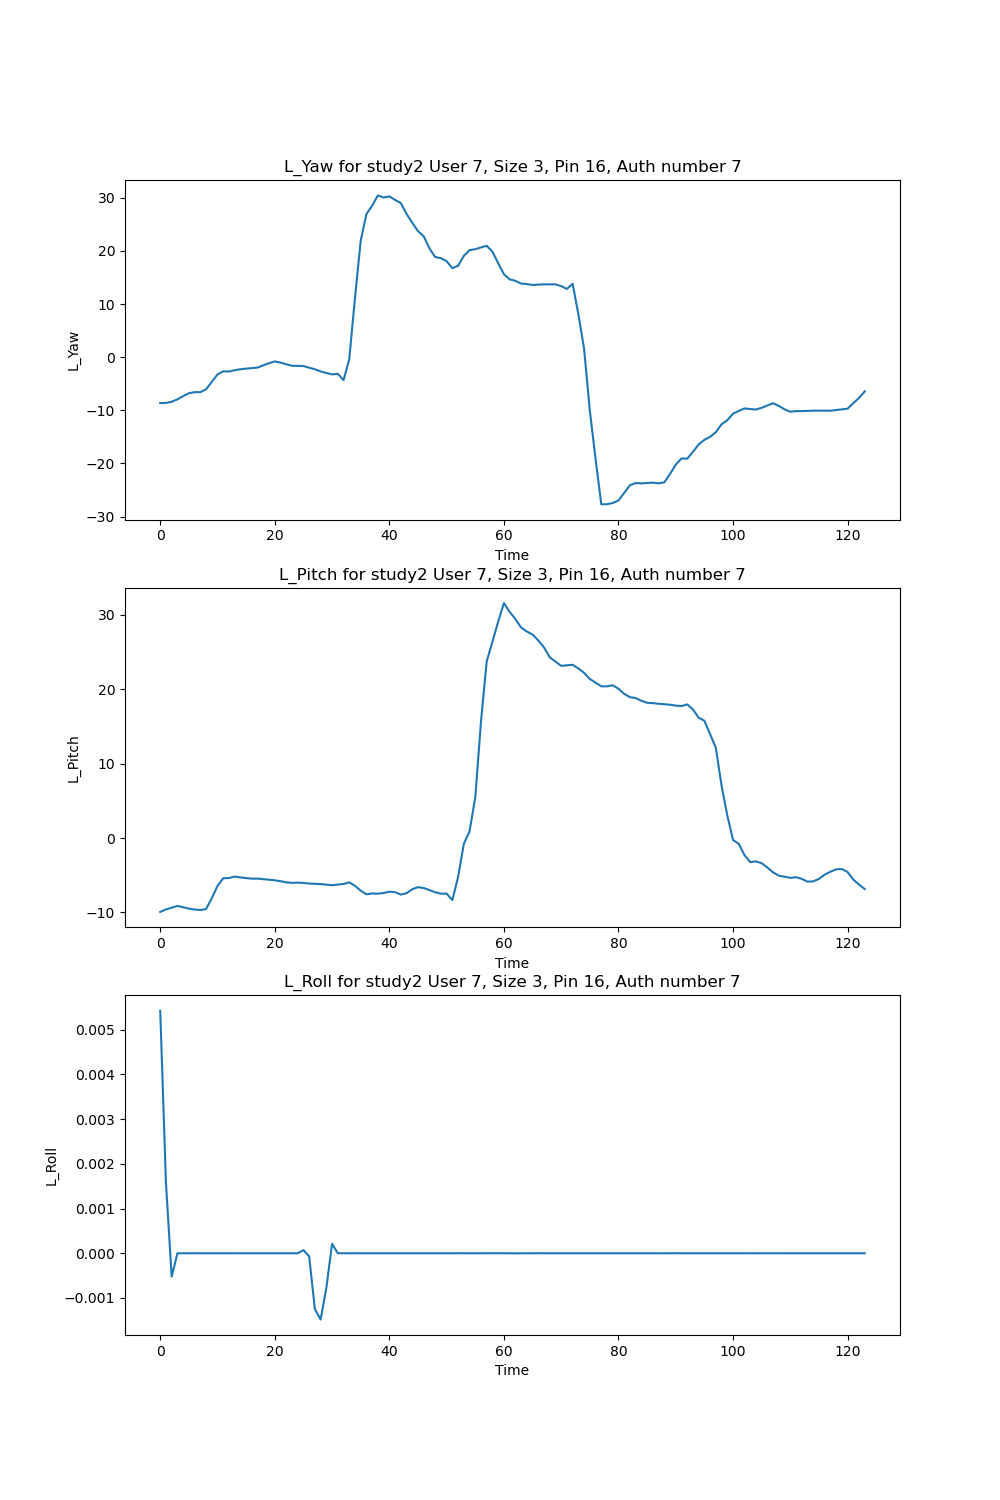 L_Yaw for study2 User 7, Size 3, Pin 16, Auth number 7
30
20
10
0
−10
−20
−30
L_Yaw
0 20 40 60 80 100 120
Time
L_Pitch for study2 User 7, Size 3, Pin 16, Auth number 7
30
20
10
0
−10
L_Pitch
0 20 40 60 80 100 120
Time
L_Roll for study2 User 7, Size 3, Pin 16, Auth number 7
0.005
0.004
0.003
0.002
0.001
0.000
−0.001
L_Roll
0 20 40 60 80 100 120
Time